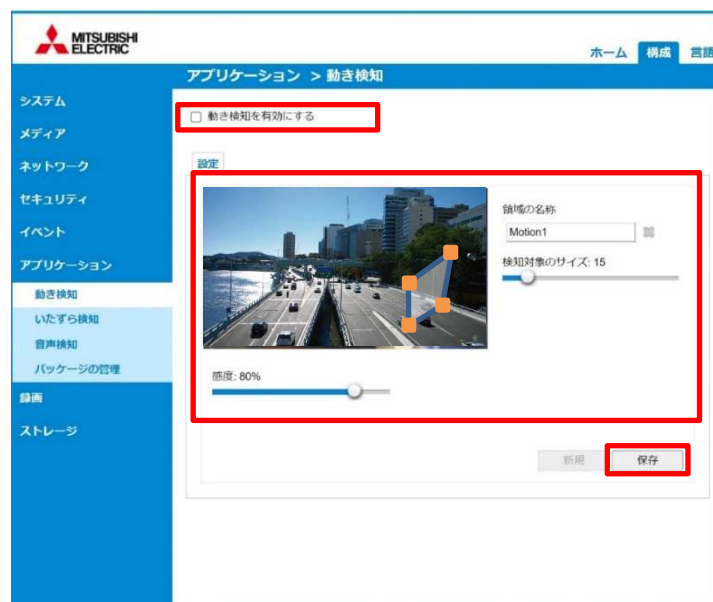 MITSUBISHI
ELECTRIC
ホーム 構成 言語
アプリケーション > 動き検知
システム
メディア
ネットワーク
セキュリティ
イベント
アプリケーション
動き検知
いたずら検知
音声検知
パッケージの管理
録画
ストレージ
動き検知を有効にする
設定
領域の名称
Motion1
検知対象のサイズ: 15
感度: 80%
新規
保存